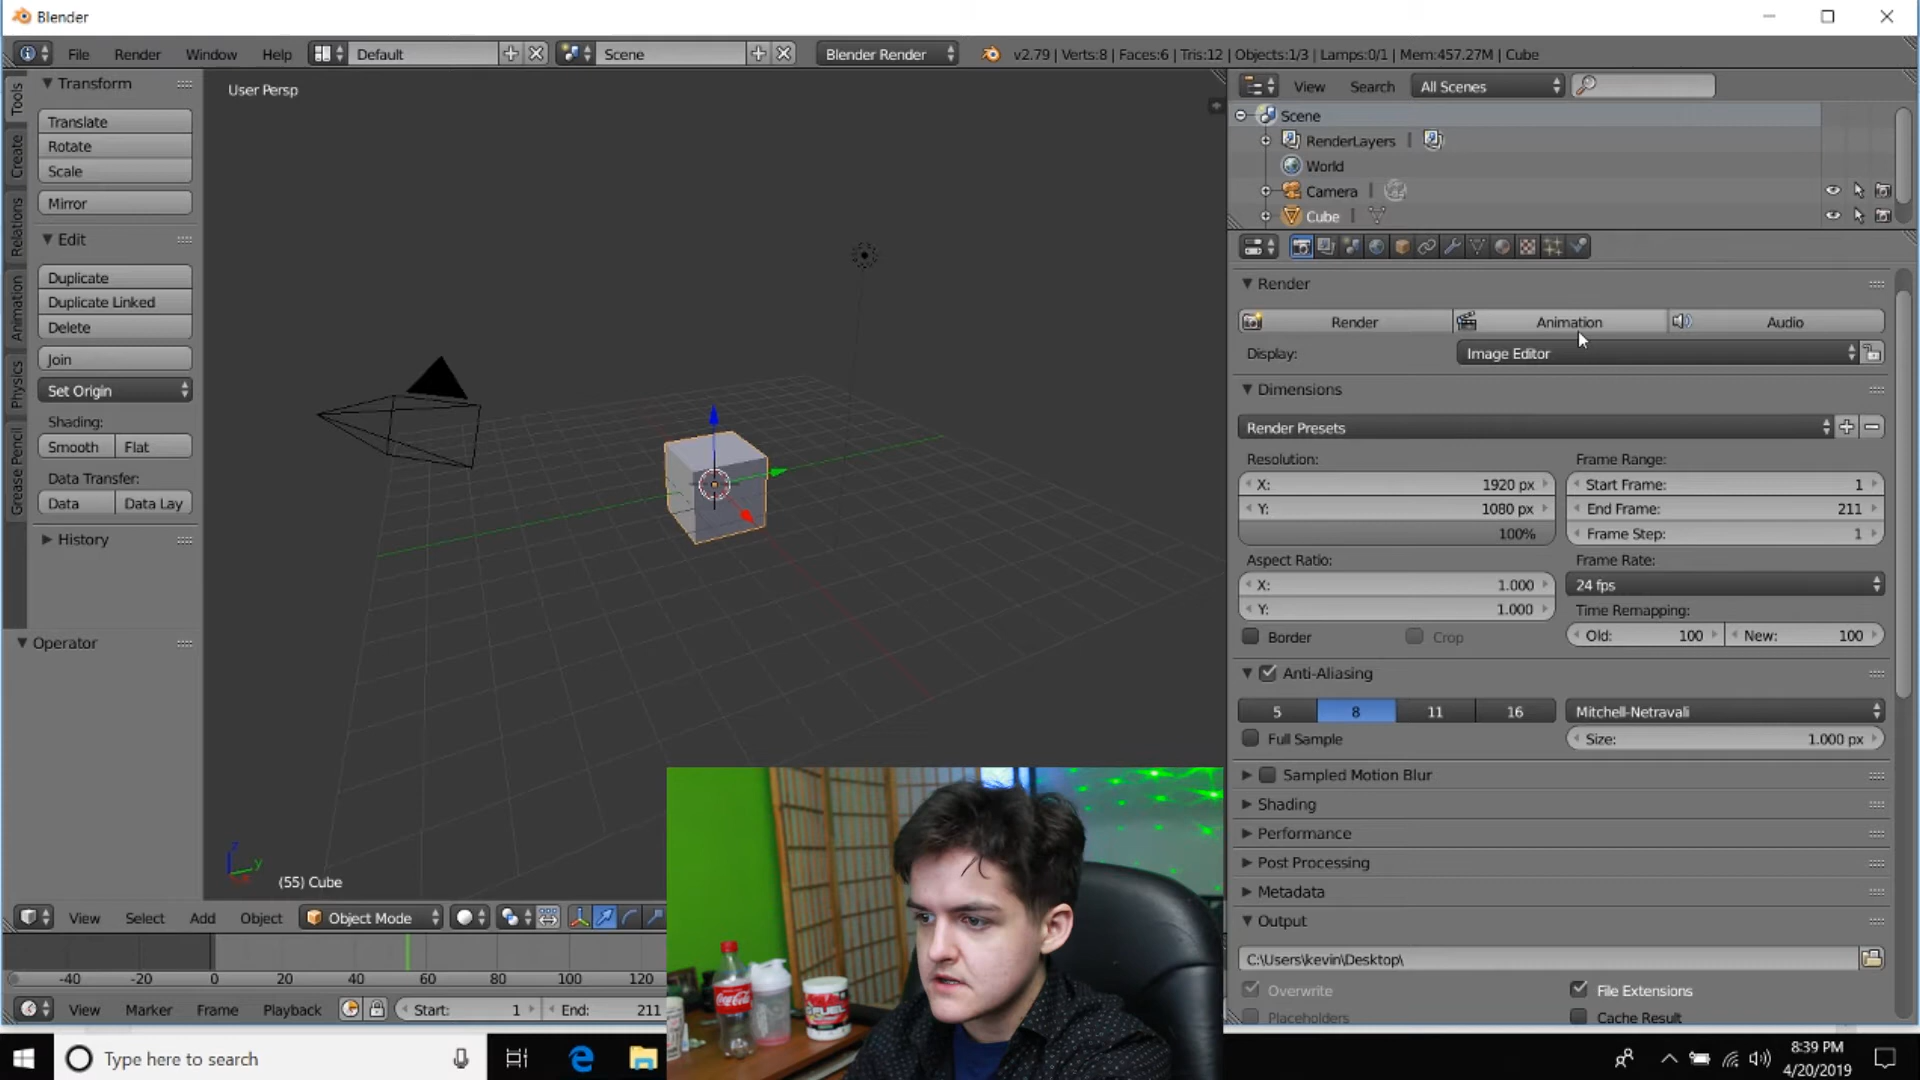 Blender
File Render Window Help Default Scene Blender Render v2.79 | Verts:8 | Faces:6 | Tris:12 | Objects:1/3 | Lamps:0/1 | Mem:457.27M | Cube
Tools
Create
Relations
Animation
Physics
Grease Pencil
Transform
Translate
Rotate
Scale
Mirror
Edit
Duplicate
Duplicate Linked
Delete
Join
Set Origin
Shading:
Smooth Flat
Data Transfer:
Data Data Lay
History
Operator
User Persp
(55) Cube
View Select Add Object Object Mode
-40 -20 0 20 40 60 80 100 120
View Marker Frame Playback Start: 1 End: 211
View Search All Scenes
Scene
RenderLayers
World
Camera
Cube
Render
Render Animation Audio
Display: Image Editor
Dimensions
Render Presets
Resolution: Frame Range:
X: 1920 px Start Frame: 1
Y: 1080 px End Frame: 211
100% Frame Step: 1
Aspect Ratio: Frame Rate:
X: 1.000 24 fps
Y: 1.000 Time Remapping:
Border Crop Old: 100 New: 100
Anti-Aliasing
5 8 11 16 Mitchell-Netravali
Full Sample Size: 1.000 px
Sampled Motion Blur
Shading
Performance
Post Processing
Metadata
Output
C:\Users\kevin\Desktop\
Overwrite File Extensions
Placeholders Cache Result
Coca-Cola
Type here to search
8:39 PM
4/20/2019